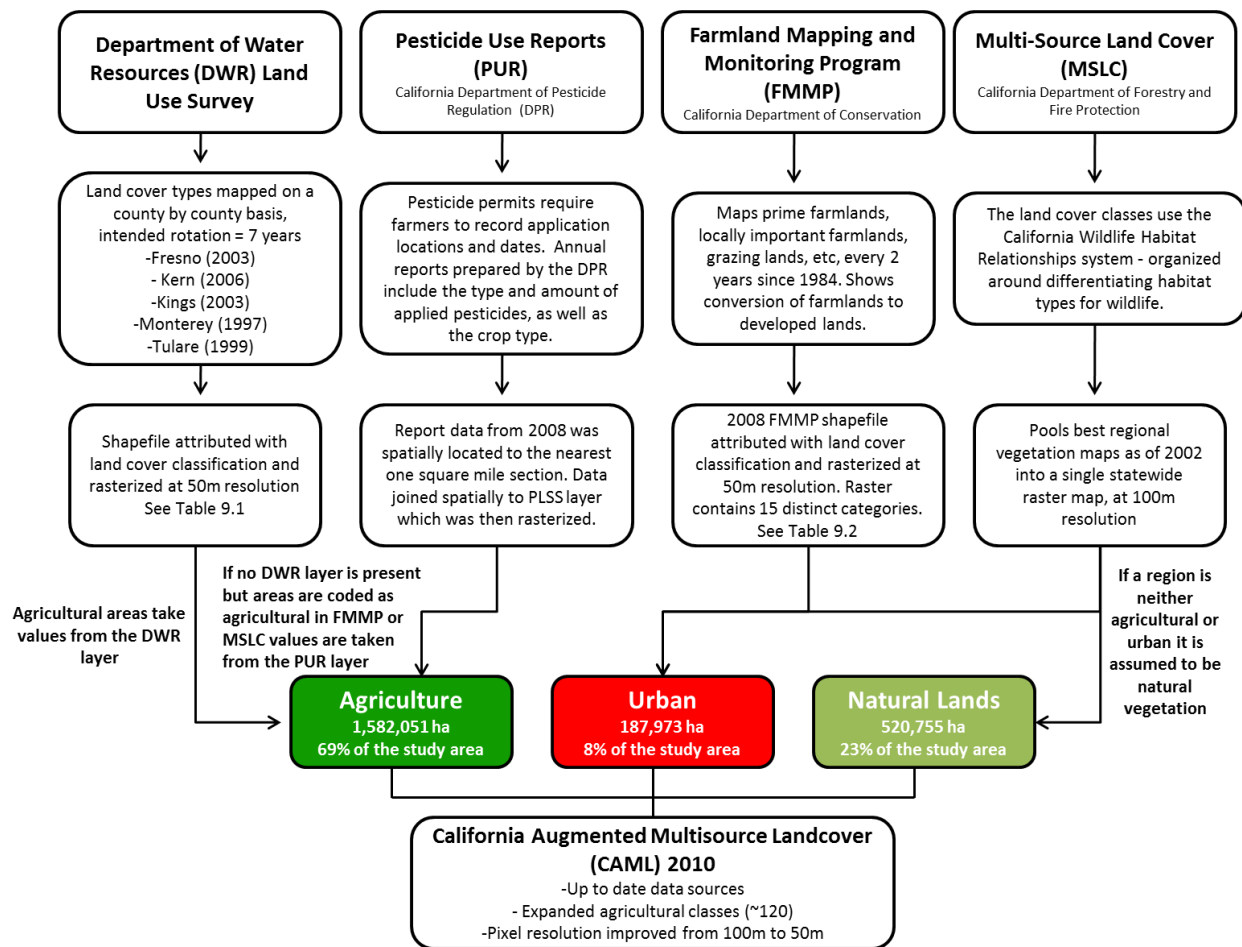 Department of Water
Resources (DWR) Land
Use Survey
Pesticide Use Reports
(PUR)
California Department of Pesticide
Regulation (DPR)
Farmland Mapping and
Monitoring Program
(FMMP)
California Department of Conservation
Multi-Source Land Cover
(MSLC)
California Department of Forestry and
Fire Protection
Land cover types mapped on a
county by county basis,
intended rotation = 7 years
-Fresno (2003)
- Kern (2006)
-Kings (2003)
-Monterey (1997)
-Tulare (1999)
Pesticide permits require
farmers to record application
locations and dates. Annual
reports prepared by the DPR
include the type and amount of
applied pesticides, as well as
the crop type.
Maps prime farmlands,
locally important farmlands,
grazing lands, etc, every 2
years since 1984. Shows
conversion of farmlands to
developed lands.
The land cover classes use the
California Wildlife Habitat
Relationships system - organized
around differentiating habitat
types for wildlife.
Shapefile attributed with
land cover classification and
rasterized at 50m resolution
See Table 9.1
Report data from 2008 was
spatially located to the nearest
one square mile section. Data
joined spatially to PLSS layer
which was then rasterized.
2008 FMMP shapefile
attributed with land cover
classification and rasterized at
50m resolution. Raster
contains 15 distinct categories.
See Table 9.2
Pools best regional
vegetation maps as of 2002
into a single statewide
raster map, at 100m
resolution
Agricultural areas take
values from the DWR
layer
If no DWR layer is present
but areas are coded as
agricultural in FMMP or
MSLC values are taken
from the PUR layer
If a region is
neither
agricultural or
urban it is
assumed to be
natural
vegetation
Agriculture
1,582,051 ha
69% of the study area
Urban
187,973 ha
8% of the study area
Natural Lands
520,755 ha
23% of the study area
California Augmented Multisource Landcover
(CAML) 2010
-Up to date data sources
- Expanded agricultural classes (~120)
-Pixel resolution improved from 100m to 50m